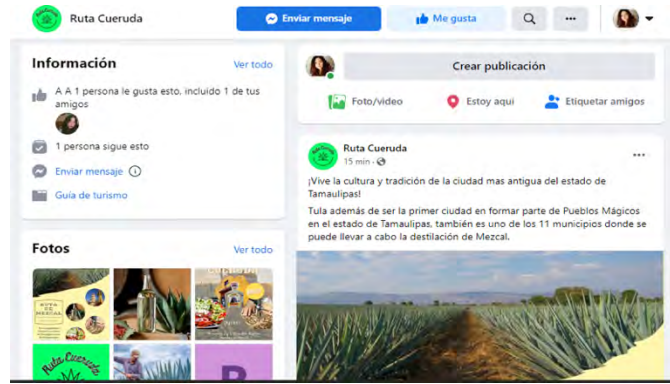 Ruta Cueruda
Enviar mensaje
Me gusta
Información
Ver todo
A A 1 persona le gusta esto, incluido 1 de tus
amigos
1 persona sigue esto
Enviar mensaje
Guía de turismo
Fotos
Ver todo
RUTA
DE
MEZCAL
CUERUDA
Ruta Cueruda
R
Crear publicación
Foto/video
Estoy aquí
Etiquetar amigos
Ruta Cueruda
15 min ·
¡Vive la cultura y tradición de la ciudad mas antigua del estado de
Tamaulipas!
Tula además de ser la primer ciudad en formar parte de Pueblos Mágicos
en el estado de Tamaulipas, también es uno de los 11 municipios donde se
puede llevar a cabo la destilación de Mezcal.